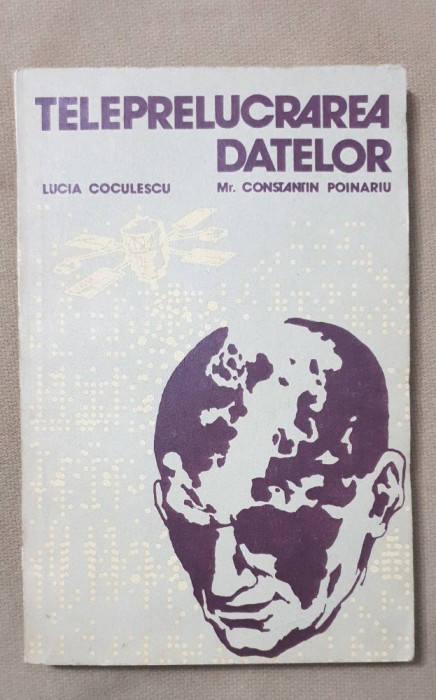 TELEPRELUCRAREA
DATELOR
LUCIA COCULESCU Mr. CONSTANTIN POINARIU